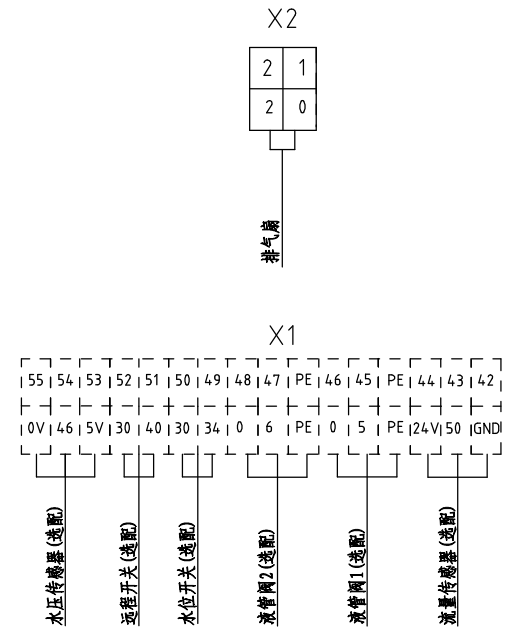 X2
2 1
2 0
排气扇
X1
55 54 53 52 51 50 49 48 47 PE 46 45 PE 44 43 42
0V 46 5V 30 40 30 34 0 6 PE 0 5 PE 24V 50 GND
水压传感器(选配)
远程开关(选配)
水位开关(选配)
液管阀2(选配)
液管阀1(选配)
流量传感器(选配)